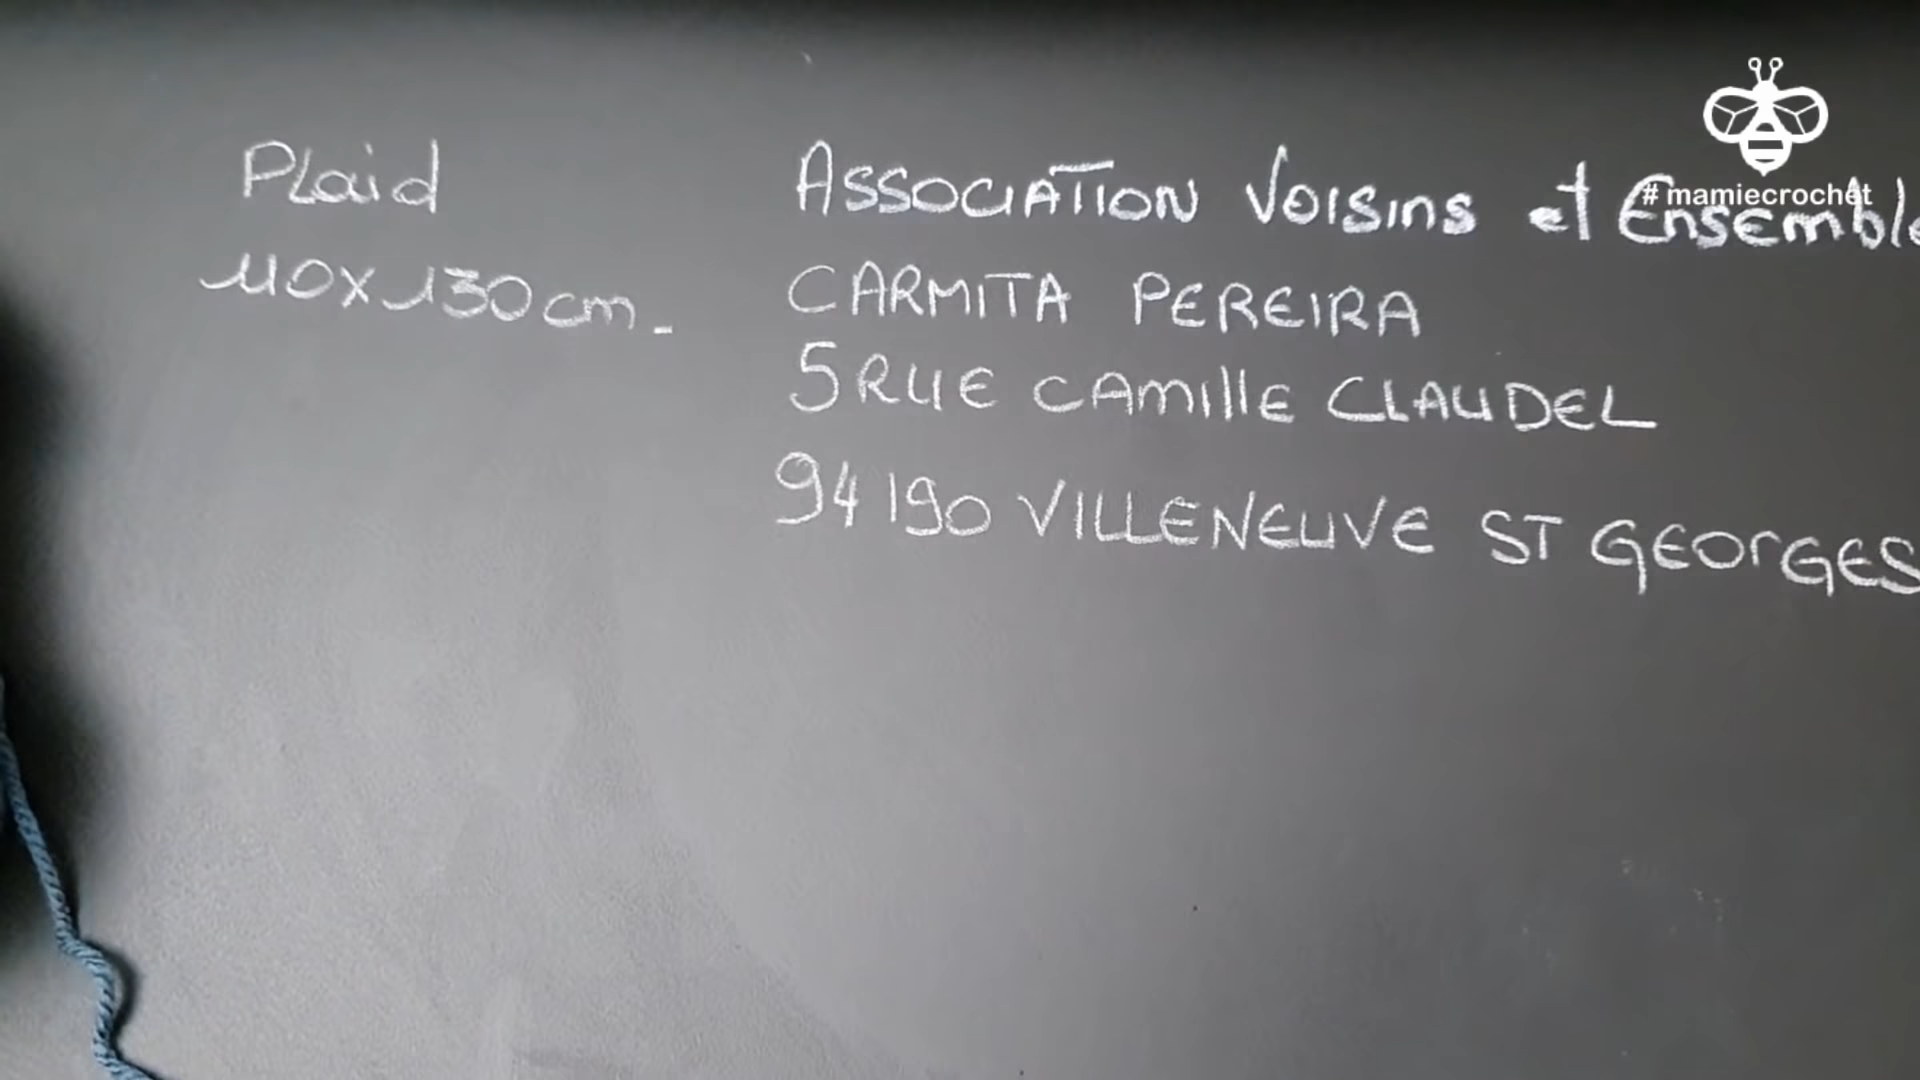 Plaid
110x130cm.
ASSOCIATION VOISINS et Ensemble
CARMITA PEREIRA
5 RUE CAMILLE CLAUDEL
94190 VILLENEUVE ST GEORGES
# mamiecrochet